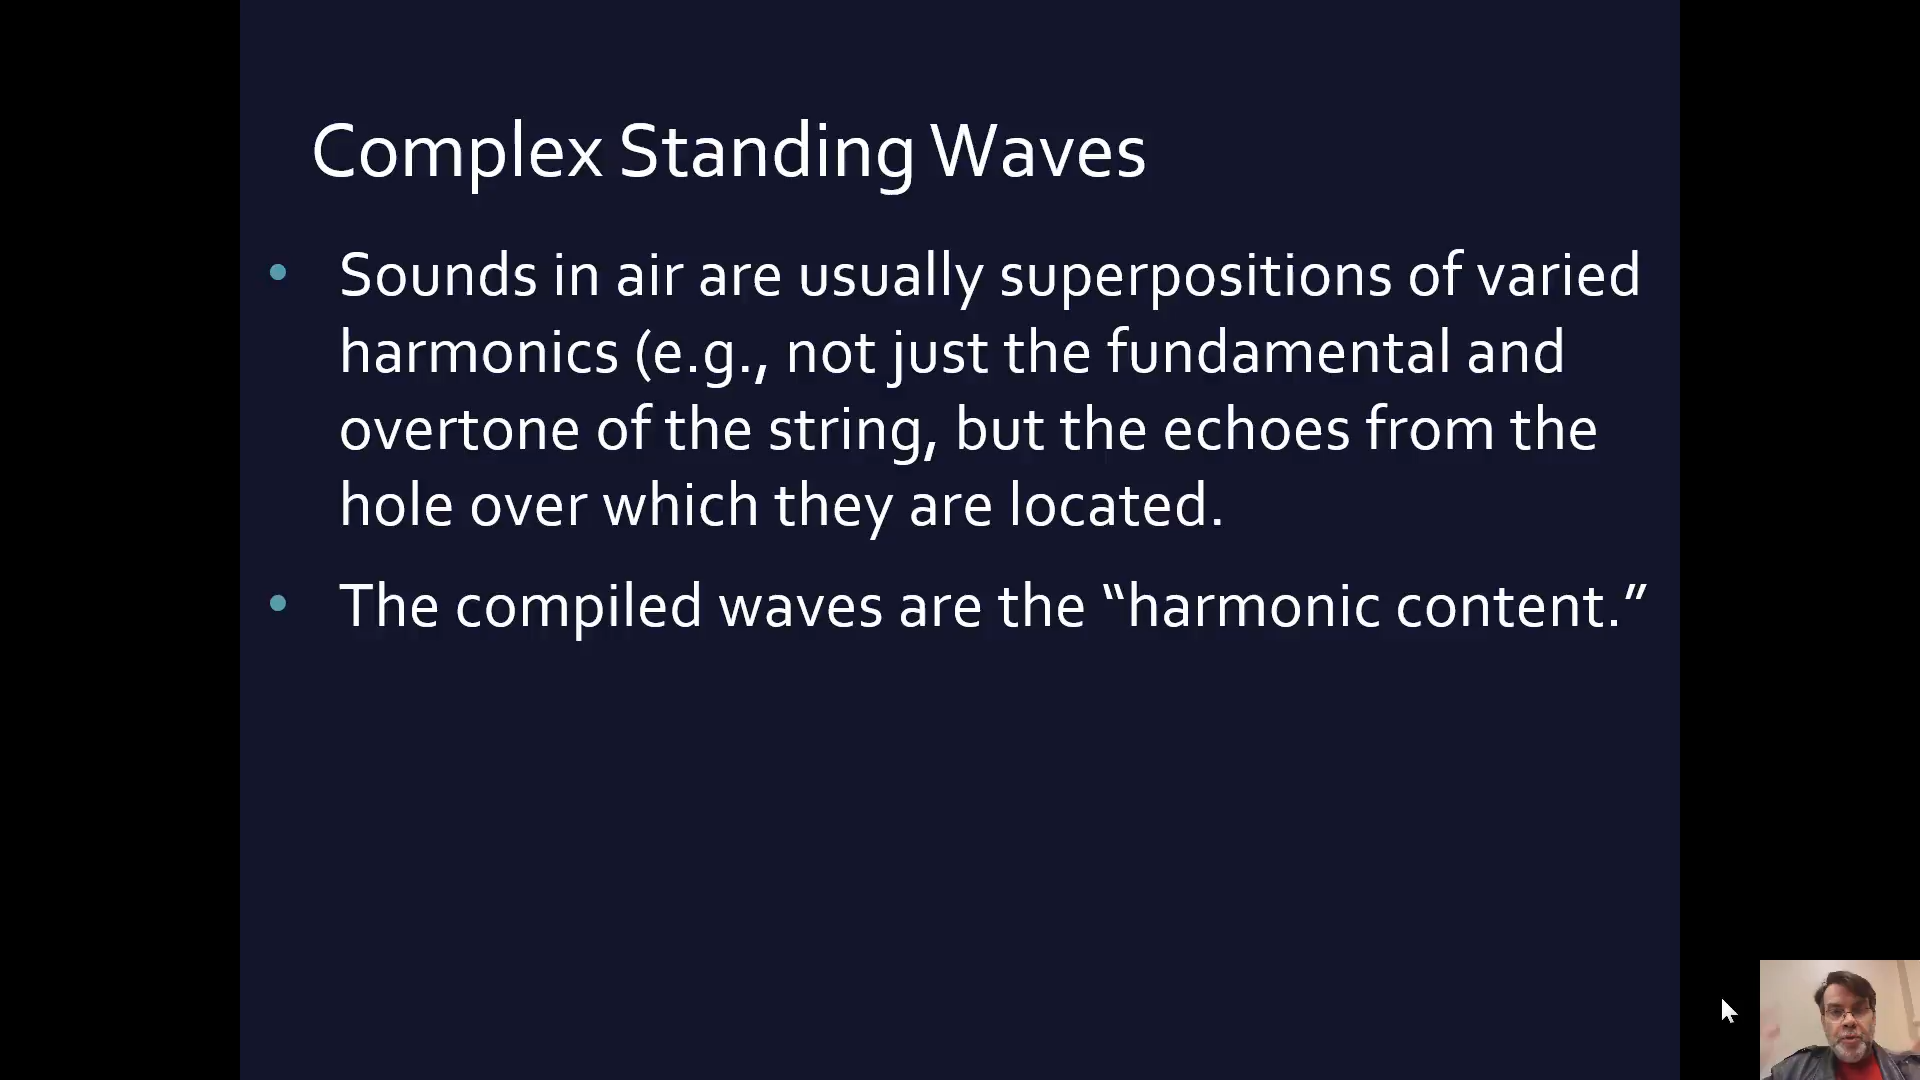 Complex Standing Waves
• Sounds in air are usually superpositions of varied
harmonics (e.g., not just the fundamental and
overtone of the string, but the echoes from the
hole over which they are located.
• The compiled waves are the “harmonic content.”